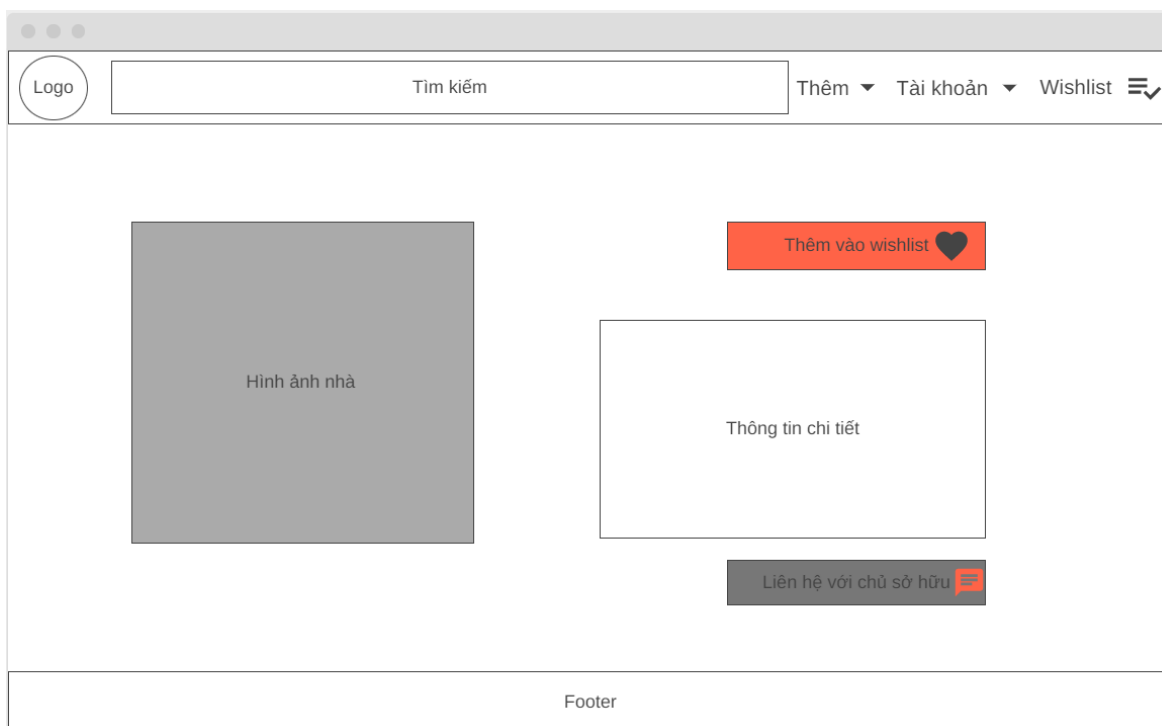 Logo
Tìm kiếm
Thêm
Tài khoản
Wishlist
Thêm vào wishlist
Hình ảnh nhà
Thông tin chi tiết
Liên hệ với chủ sở hữu
Footer